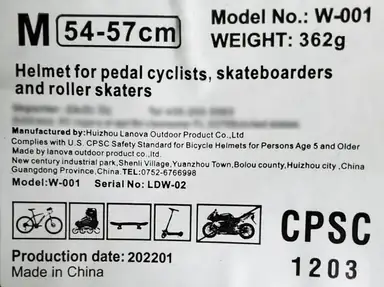 M 54-57cm
Model No.: W-001
WEIGHT: 362g
Helmet for pedal cyclists, skateboarders
and roller skaters
Manufactured by:Huizhou Lanova Outdoor Product Co.,Ltd
Complies with U.S. CPSC Safety Standard for Bicycle Helmets for Persons Age 5 and Older
Made by lanova outdoor product co.,ltd.
New century industrial park,Shenli Village,Yuanzhou Town,Bolou county,Huizhou city ,China
Guangdong Province,China.TEL:0752-6766998
Model:W-001 Serial No: LDW-02
CPSC
1203
Production date: 202201
Made in China